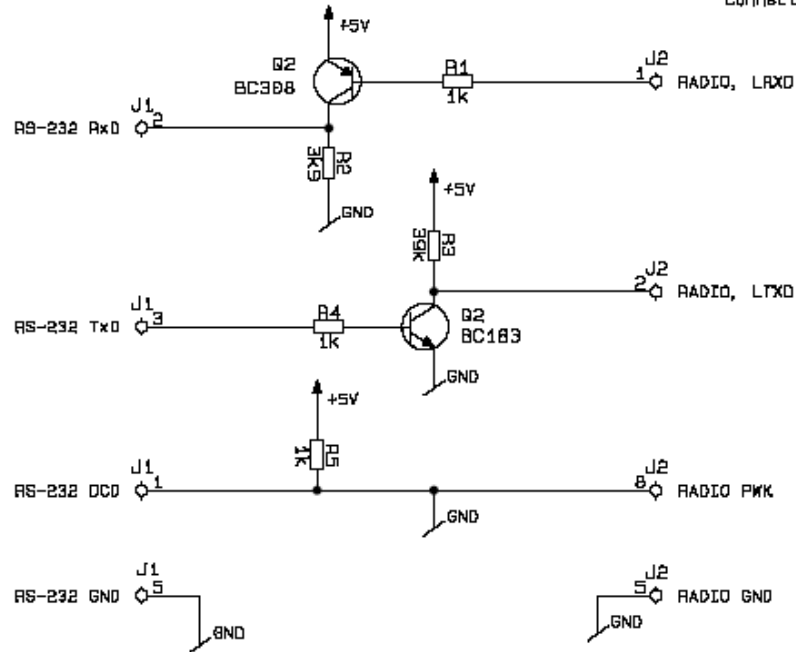 +5V
Q2
BC308
R1
1k
J2
1
RADIO, LRXD
J1
2
RS-232 RxD
R2
3K9
GND
+5V
R3
39k
J2
2
RADIO, LTXD
J1
3
RS-232 TxD
R4
1k
Q2
BC183
GND
+5V
R5
1k
J1
1
RS-232 DCD
J2
8
RADIO PWK
GND
J1
5
RS-232 GND
GND
J2
5
RADIO GND
GND